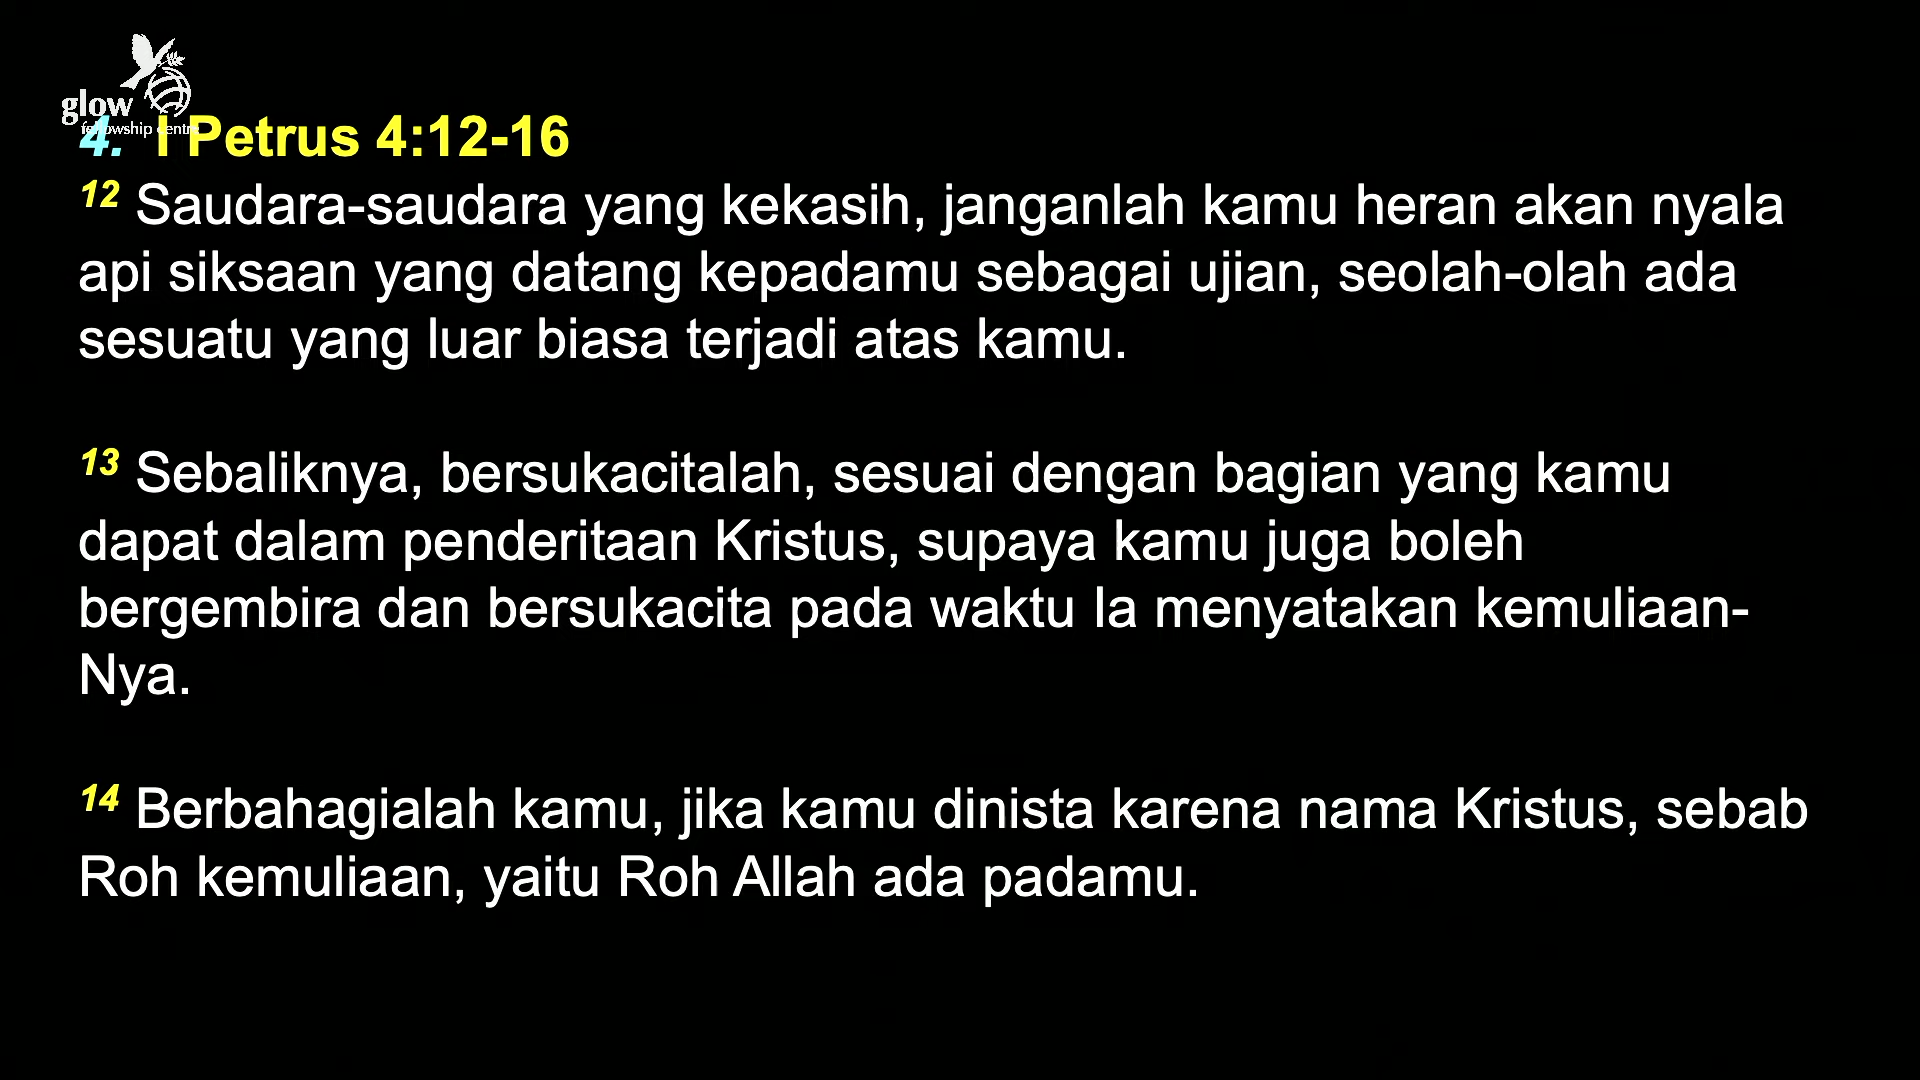 glow
fellowship centre
4. I Petrus 4:12-16
12 Saudara-saudara yang kekasih, janganlah kamu heran akan nyala
api siksaan yang datang kepadamu sebagai ujian, seolah-olah ada
sesuatu yang luar biasa terjadi atas kamu.
13 Sebaliknya, bersukacitalah, sesuai dengan bagian yang kamu
dapat dalam penderitaan Kristus, supaya kamu juga boleh
bergembira dan bersukacita pada waktu Ia menyatakan kemuliaan-
Nya.
14 Berbahagialah kamu, jika kamu dinista karena nama Kristus, sebab
Roh kemuliaan, yaitu Roh Allah ada padamu.